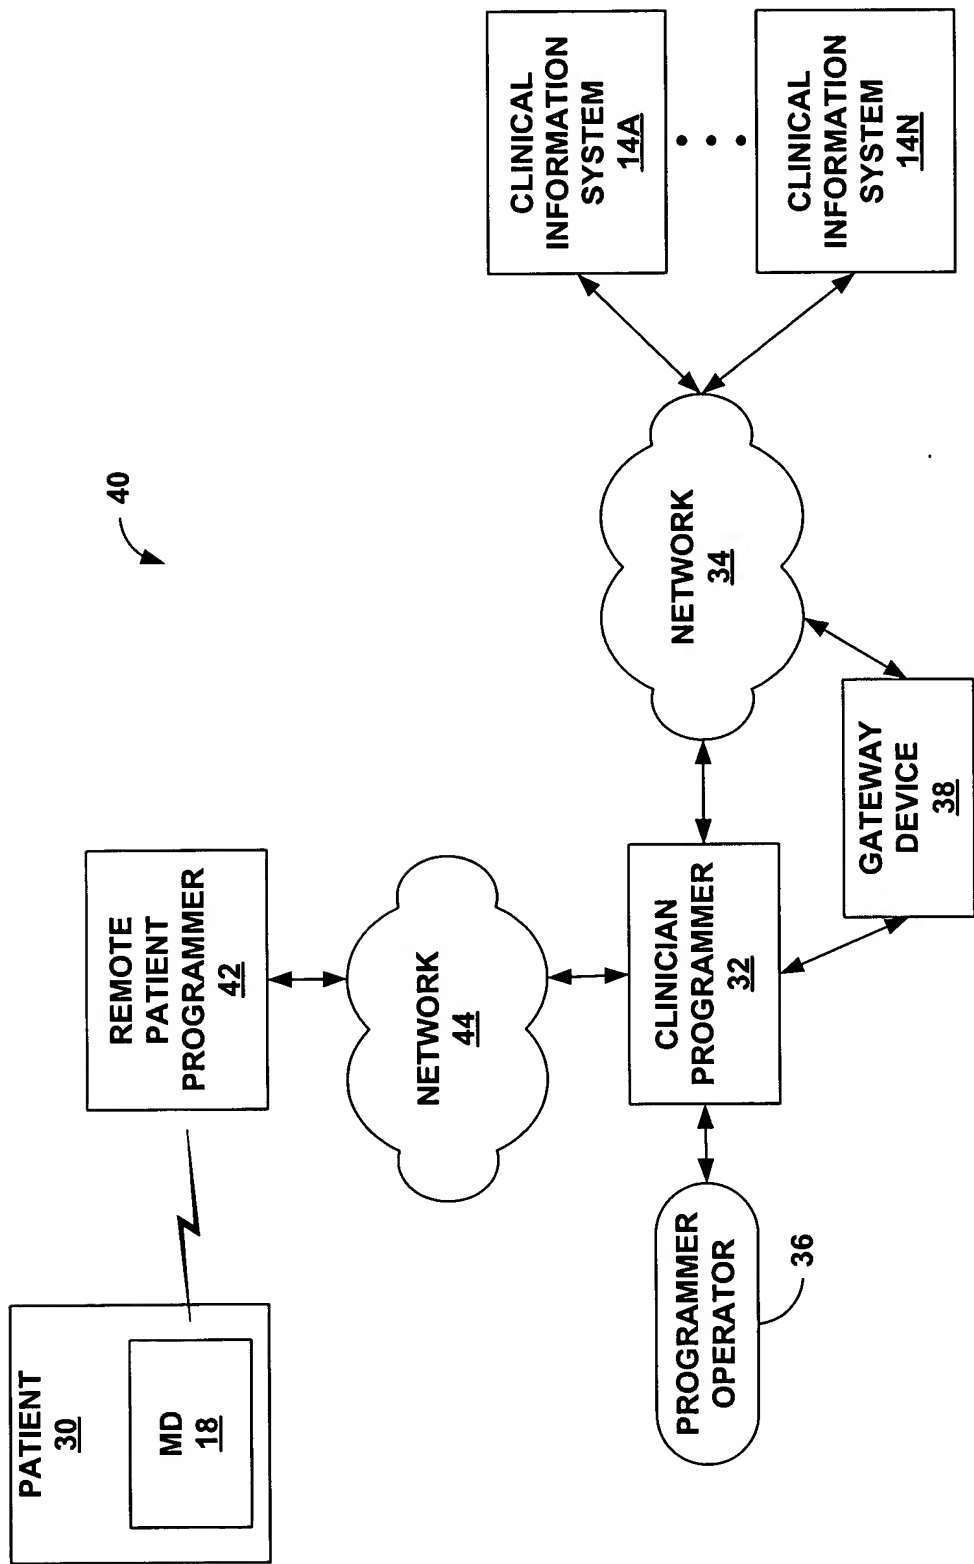 40
PATIENT
30
MD
18
REMOTE
PATIENT
PROGRAMMER
42
NETWORK
44
PROGRAMMER
OPERATOR
36
CLINICIAN
PROGRAMMER
32
NETWORK
34
GATEWAY
DEVICE
38
CLINICAL
INFORMATION
SYSTEM
14A
CLINICAL
INFORMATION
SYSTEM
14N